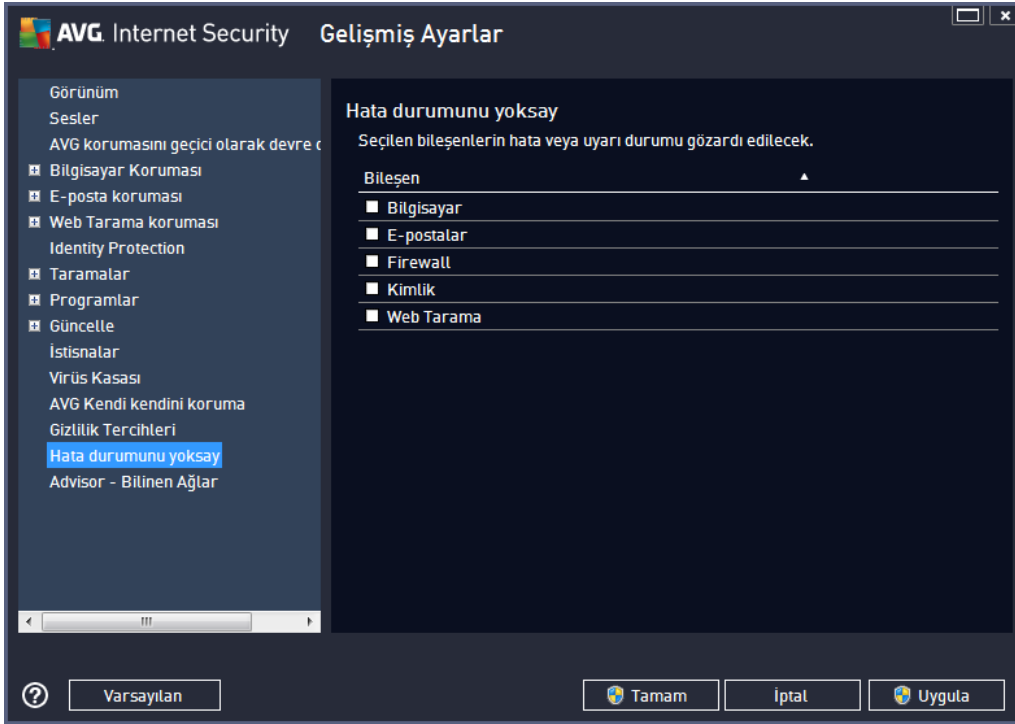 AVG. Internet Security Gelişmiş Ayarlar
Görünüm
Sesler
AVG korumasını geçici olarak devre
Bilgisayar Koruması
E-posta koruması
Web Tarama koruması
Identity Protection
Taramalar
Programlar
Güncelle
İstisnalar
Virüs Kasası
AVG Kendi kendini koruma
Gizlilik Tercihleri
Hata durumunu yoksay
Advisor - Bilinen Ağlar
Hata durumunu yoksay
Seçilen bileşenlerin hata veya uyarı durumu gözardı edilecek.
Bileşen
Bilgisayar
E-postalar
Firewall
Kimlik
Web Tarama
Varsayılan
Tamam
İptal
Uygula